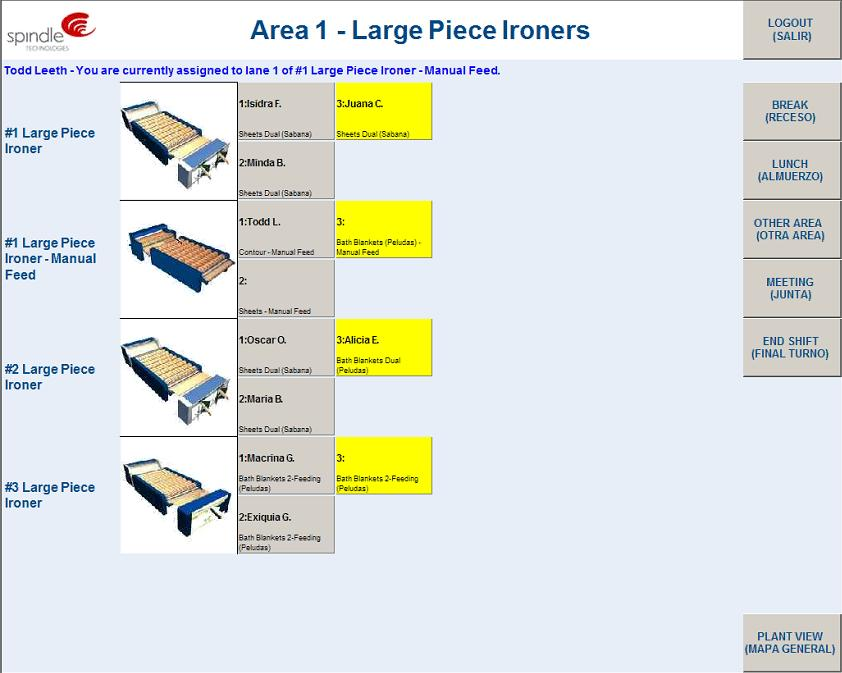 spindle
TECHNOLOGIES
Area 1 - Large Piece Ironers
LOGOUT
(SALIR)
Todd Leeth - You are currently assigned to lane 1 of #1 Large Piece Ironer - Manual Feed.
#1 Large Piece
Ironer
1:Isidra F.
Sheets Dual (Sabana)
3:Juana C.
Sheets Dual (Sabana)
2:Minda B.
Sheets Dual (Sabana)
#1 Large Piece
Ironer - Manual
Feed
1:Todd L.
Contour - Manual Feed
3:
Bath Blankets (Peludas) -
Manual Feed
2:
Sheets - Manual Feed
#2 Large Piece
Ironer
1:Oscar O.
Sheets Dual (Sabana)
3:Alicia E.
Bath Blankets Dual
(Peludas)
2:Maria B.
Sheets Dual (Sabana)
#3 Large Piece
Ironer
1:Macrina G.
Bath Blankets 2-Feeding
(Peludas)
3:
Bath Blankets 2-Feeding
(Peludas)
2:Exiquia G.
Bath Blankets 2-Feeding
(Peludas)
BREAK
(RECESO)
LUNCH
(ALMUERZO)
OTHER AREA
(OTRA AREA)
MEETING
(JUNTA)
END SHIFT
(FINAL TURNO)
PLANT VIEW
(MAPA GENERAL)